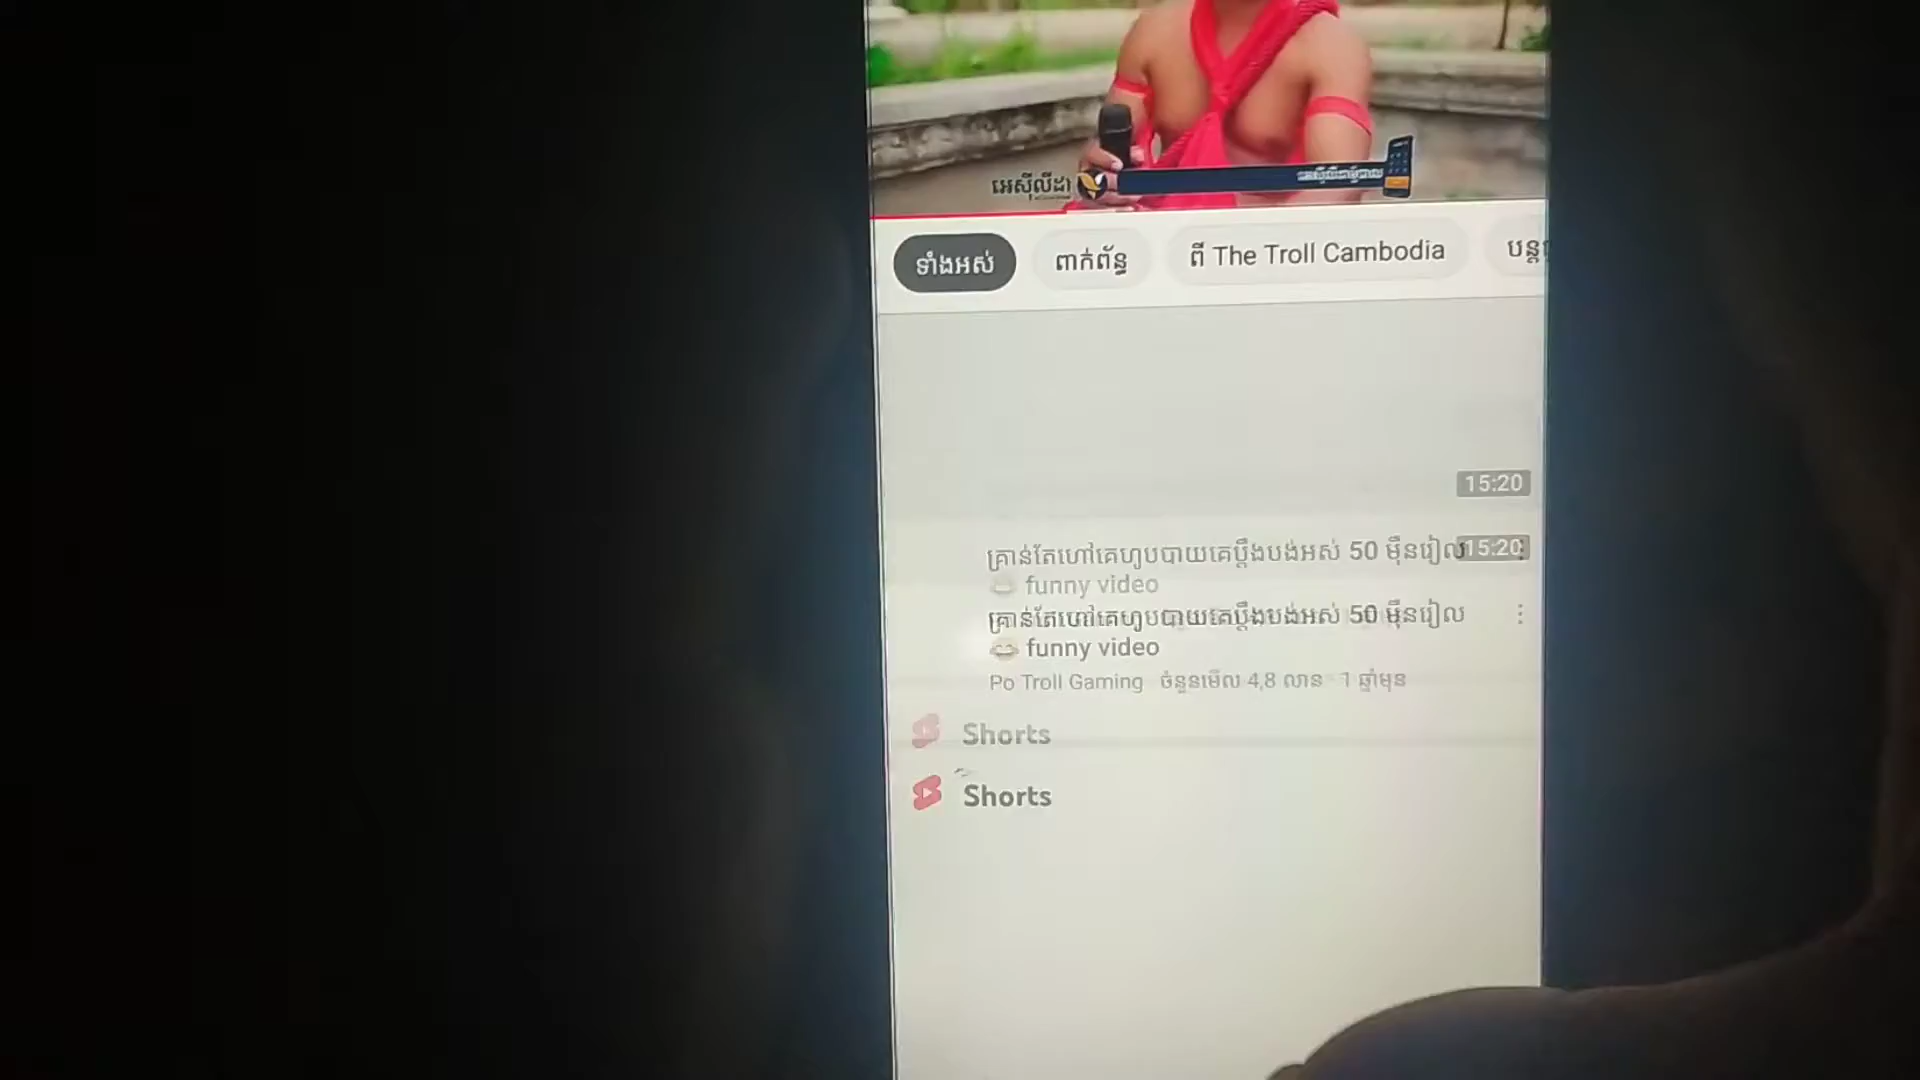 អេស៊ីលីដា
ទាំងអស់
ពាក់ព័ន្ធ
ពី The Troll Cambodia
15:20
គ្រាន់តែហៅគេហូបបាយគេប្តឹងបង់អស់ 50 ម៉ឺនរៀល
15:20
funny video
គ្រាន់តែហៅគេហូបបាយគេប្តឹងបង់អស់ 50 ម៉ឺនរៀល
funny video
Po Troll Gaming ចំនួនមើល 4,8 លាន · 1 ឆ្នាំមុន
Shorts
Shorts